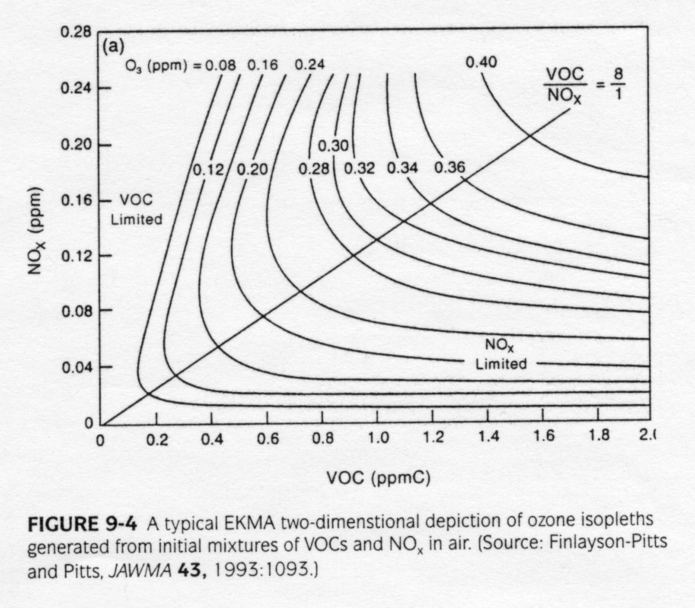 (a)
O₃ (ppm) = 0.08 0.16 0.24
0.40
VOC/NOX = 8/1
0.30
0.12 0.20 0.28 0.32 0.34 0.36
VOC
Limited
NOX
Limited
NOX (ppm)
0.28
0.24
0.20
0.16
0.12
0.08
0.04
0
0 0.2 0.4 0.6 0.8 1.0 1.2 1.4 1.6 1.8 2.(
VOC (ppmC)
FIGURE 9-4 A typical EKMA two-dimenstional depiction of ozone isopleths
generated from initial mixtures of VOCs and NOx in air. (Source: Finlayson-Pitts
and Pitts, JAWMA 43, 1993:1093.)